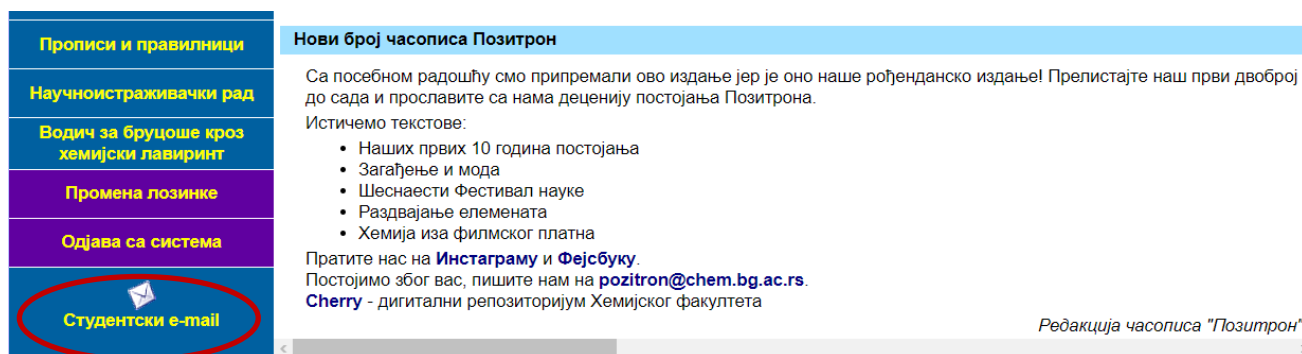 Прописи и правилници
Научноистраживачки рад
Водич за бруцоше кроз
хемијски лавиринт
Промена лозинке
Одјава са система
Студентски e-mail
Нови број часописа Позитрон
Са посебном радошћу смо припремали ово издање јер је оно наше рођенданско издање! Прелистајте наш први двоброј
до сада и прославите са нама деценију постојања Позитрона.
Истичемо текстове:
• Наших првих 10 година постојања
• Загађење и мода
• Шеснаести Фестивал науке
• Раздвајање елемената
• Хемија иза филмског платна
Пратите нас на Инстаграму и Фејсбуку.
Постојимо због вас, пишите нам на pozitron@chem.bg.ac.rs.
Cherry - дигитални репозиторијум Хемијског факултета
Редакција часописа "Позитрон"